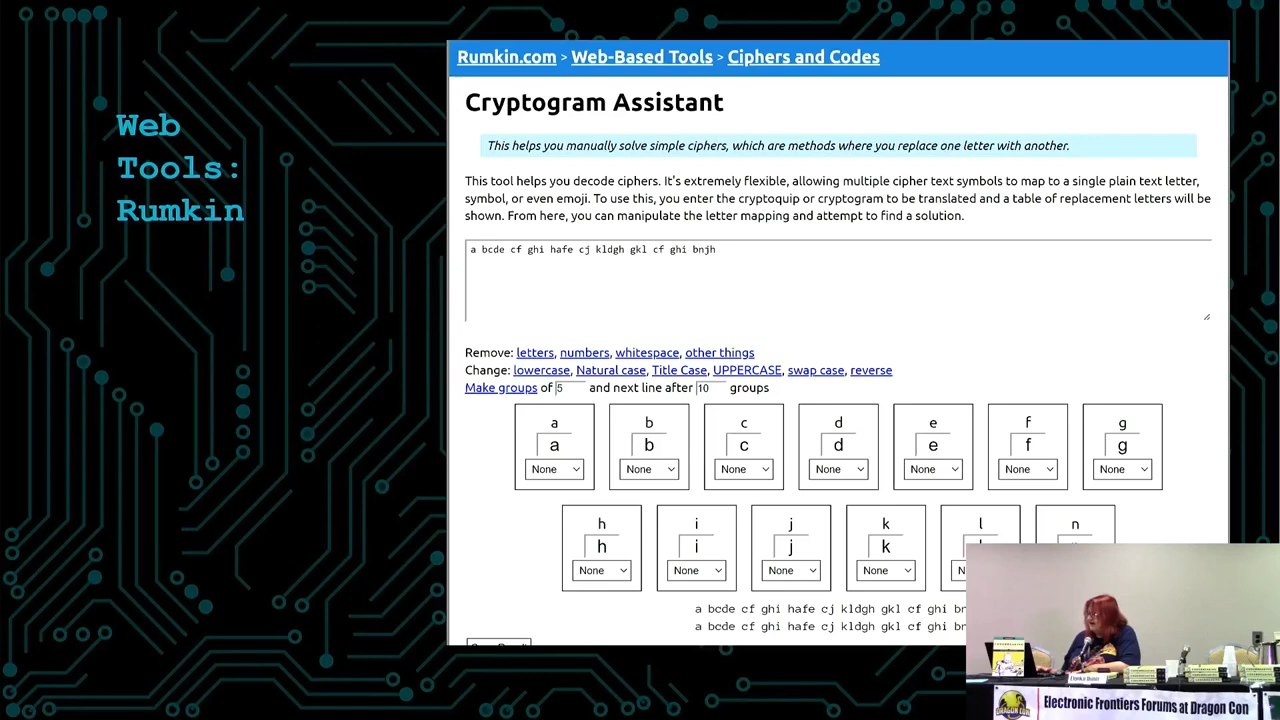 Web
Tools:
Rumkin
Rumkin.com > Web-Based Tools > Ciphers and Codes
Cryptogram Assistant
This helps you manually solve simple ciphers, which are methods where you replace one letter with another.
This tool helps you decode ciphers. It's extremely flexible, allowing multiple cipher text symbols to map to a single plain text letter,
symbol, or even emoji. To use this, you enter the cryptoquip or cryptogram to be translated and a table of replacement letters will be
shown. From here, you can manipulate the letter mapping and attempt to find a solution.
a bcde cf ghi hafe cj kldgh gkl cf ghi bnjh
Remove: letters, numbers, whitespace, other things
Change: lowercase, Natural case, Title Case, UPPERCASE, swap case, reverse
Make groups of 5 and next line after 10 groups
a b c d e f g
a b c d e f g
None None None None None None None
h i j k l n
h i j k
None None None None
a bcde cf ghi hafe cj kldgh gkl cf ghi
a bcde cf ghi hafe cj kldgh gkl cf ghi
Elonka Dunin
DRAGON CON
Electronic Frontiers Forums at Dragon Con